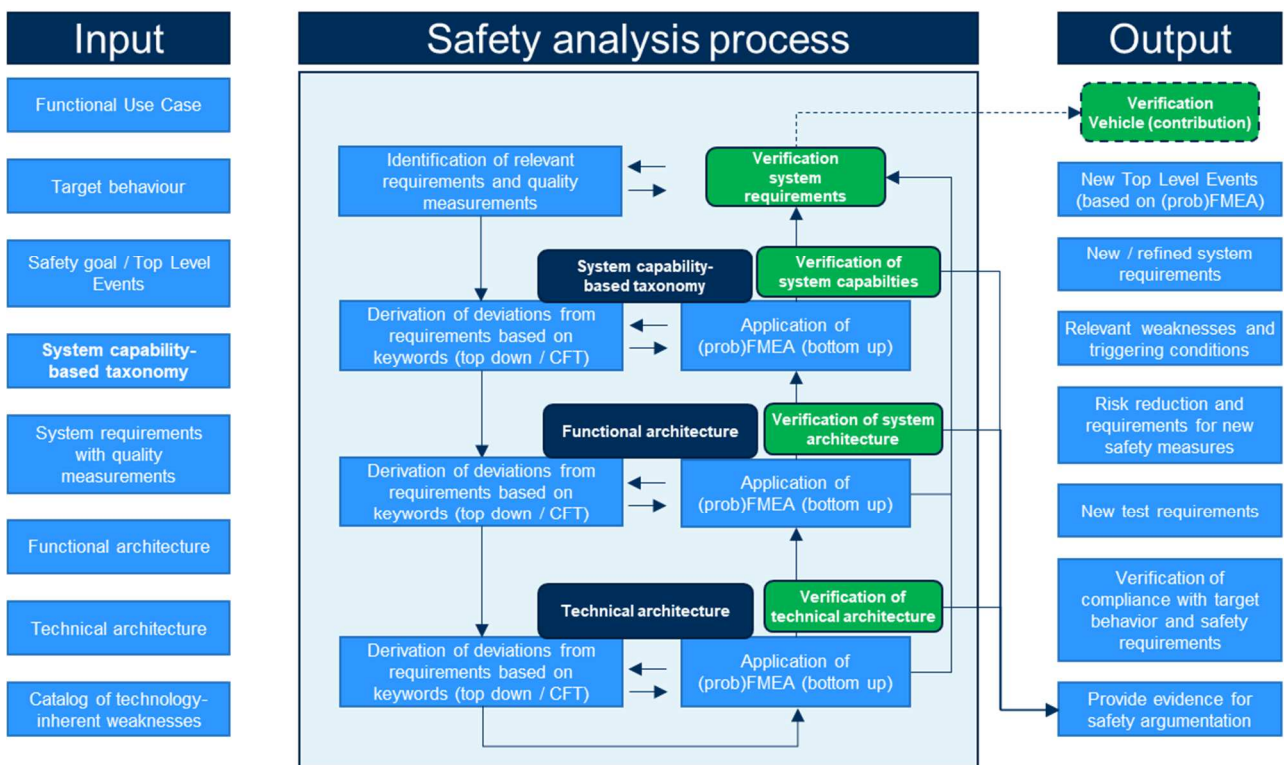 Input
Functional Use Case
Target behaviour
Safety goal / Top Level
Events
System capability-
based taxonomy
System requirements
with quality
measurements
Functional architecture
Technical architecture
Catalog of technology-
inherent weaknesses
Safety analysis process
Identification of relevant
requirements and quality
measurements
Verification
system
requirements
System capability-
based taxonomy
Verification of
system capabilties
Derivation of deviations from
requirements based on
keywords (top down / CFT)
Application of
(prob)FMEA (bottom up)
Functional architecture
Verification of system
architecture
Derivation of deviations from
requirements based on
keywords (top down / CFT)
Application of
(prob)FMEA (bottom up)
Technical architecture
Verification of
technical architecture
Derivation of deviations from
requirements based on
keywords (top down / CFT)
Application of
(prob)FMEA (bottom up)
Output
Verification
Vehicle (contribution)
New Top Level Events
(based on (prob)FMEA)
New / refined system
requirements
Relevant weaknesses and
triggering conditions
Risk reduction and
requirements for new
safety measures
New test requirements
Verification of
compliance with target
behavior and safety
requirements
Provide evidence for
safety argumentation